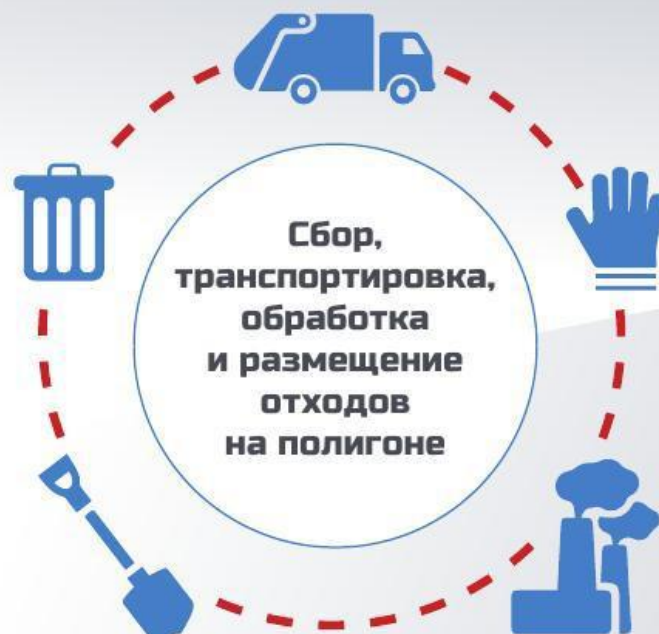 Сбор,
транспортировка,
обработка
и размещение
отходов
на полигоне